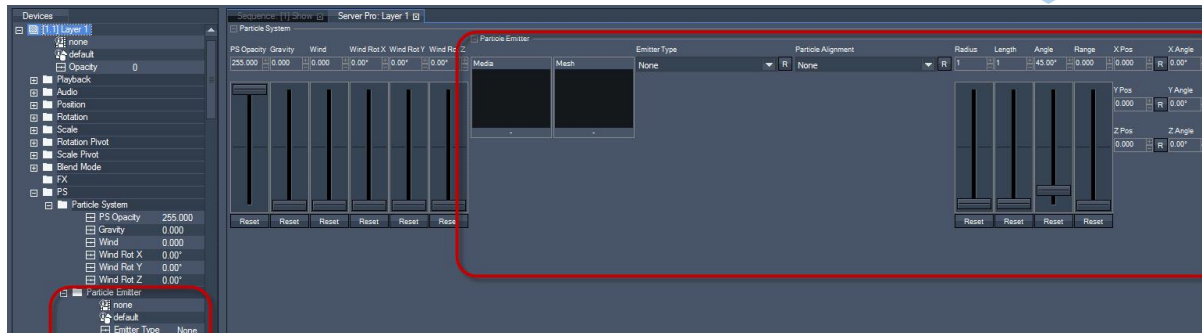 Devices
[1.1] Layer 1
none
default
Opacity 0
Playback
Audio
Position
Rotation
Scale
Rotation Pivot
Scale Pivot
Blend Mode
FX
PS
Particle System
PS Opacity 255.000
Gravity 0.000
Wind 0.000
Wind Rot X 0.00°
Wind Rot Y 0.00°
Wind Rot Z 0.00°
Particle Emitter
none
default
Emitter Type None
Sequence: [1] Show Server Pro: Layer 1
Particle System
PS Opacity Gravity Wind Wind Rot X Wind Rot Y Wind Rot Z
255.000 0.000 0.000 0.00° 0.00° 0.00°
Reset Reset Reset Reset Reset Reset
Particle Emitter
Media Mesh Emitter Type Particle Alignment Radius Length Angle Range X Pos X Angle
None R None R 1 1 45.00° 0.000 0.000 R 0.00°
- -
Y Pos Y Angle
0.000 R 0.00°
Z Pos Z Angle
0.000 R 0.00°
Reset Reset Reset Reset